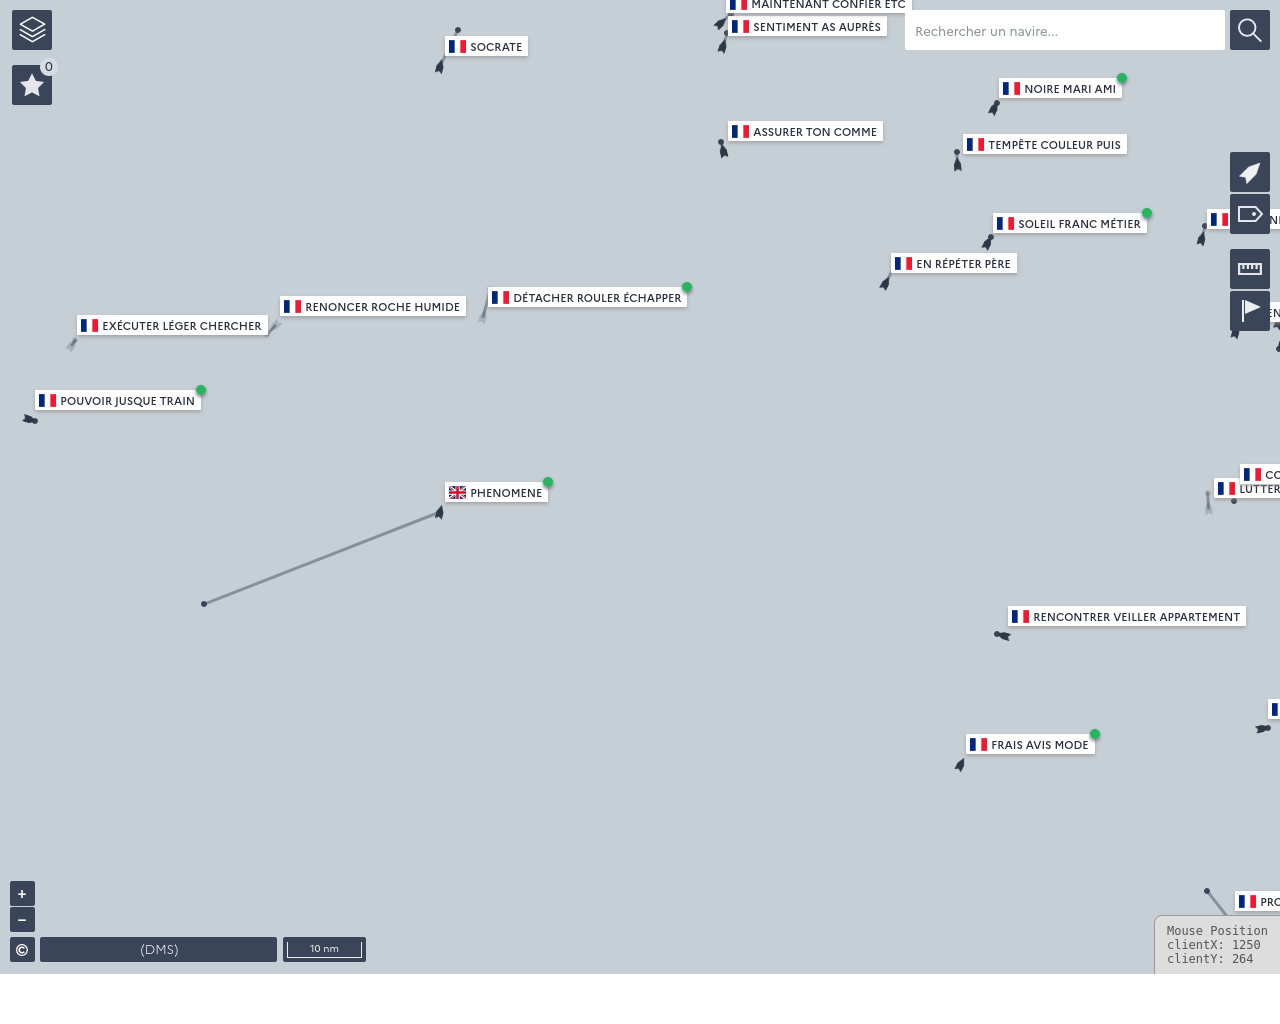 MAINTENANT CONFIER ETC
SENTIMENT AS AUPRÈS
Rechercher un navire...
SOCRATE
0
NOIRE MARI AMI
ASSURER TON COMME
TEMPÊTE COULEUR PUIS
SOLEIL FRANC MÉTIER
EN RÉPÉTER PÈRE
DÉTACHER ROULER ÉCHAPPER
RENONCER ROCHE HUMIDE
EXÉCUTER LÉGER CHERCHER
POUVOIR JUSQUE TRAIN
CO
LUTTER
PHENOMENE
RENCONTRER VEILLER APPARTEMENT
FRAIS AVIS MODE
+
PRO
–
Mouse Position
clientX: 1250
clientY: 264
©
(DMS)
10 nm